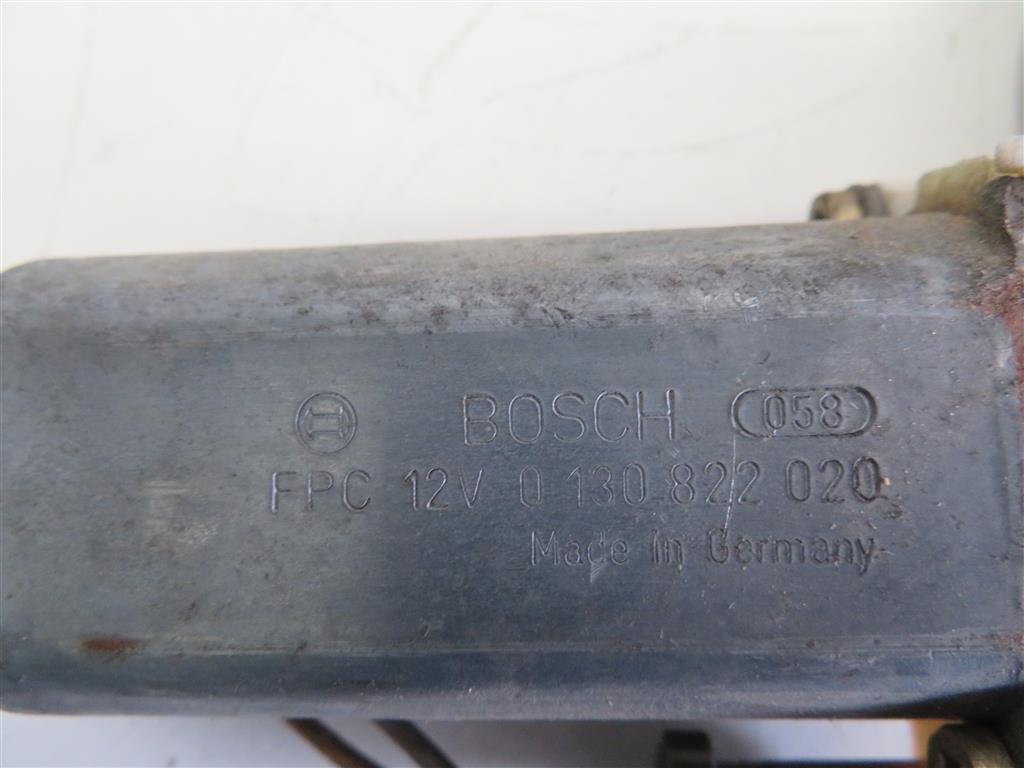 BOSCH 058
FPC 12V 0 130 822 020
Made in Germany